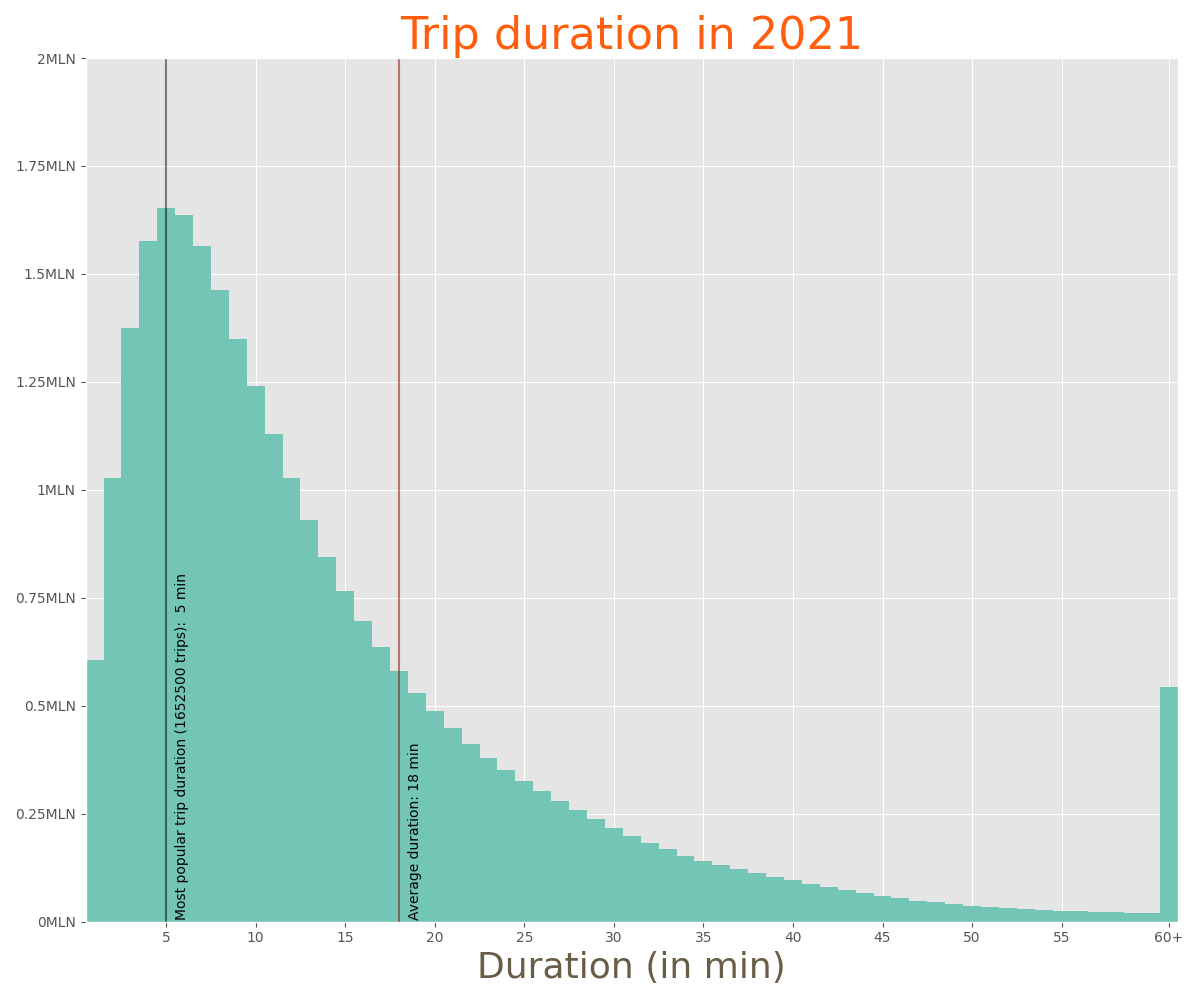 Trip duration in 2021
2MLN
1.75MLN
1.5MLN
1.25MLN
1MLN
0.75MLN
0.5MLN
0.25MLN
0MLN
Most popular trip duration (1652500 trips):  5 min
Average duration: 18 min
5 10 15 20 25 30 35 40 45 50 55 60+
Duration (in min)